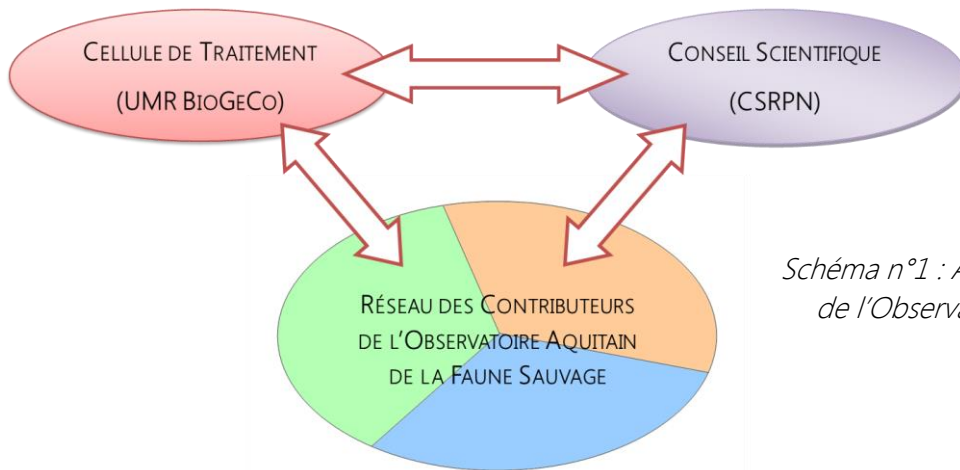 CELLULE DE TRAITEMENT
(UMR BIOGECO)
CONSEIL SCIENTIFIQUE
(CSRPN)
RÉSEAU DES CONTRIBUTEURS
DE L'OBSERVATOIRE AQUITAIN
DE LA FAUNE SAUVAGE
Schéma n°1 :
de l'Observa